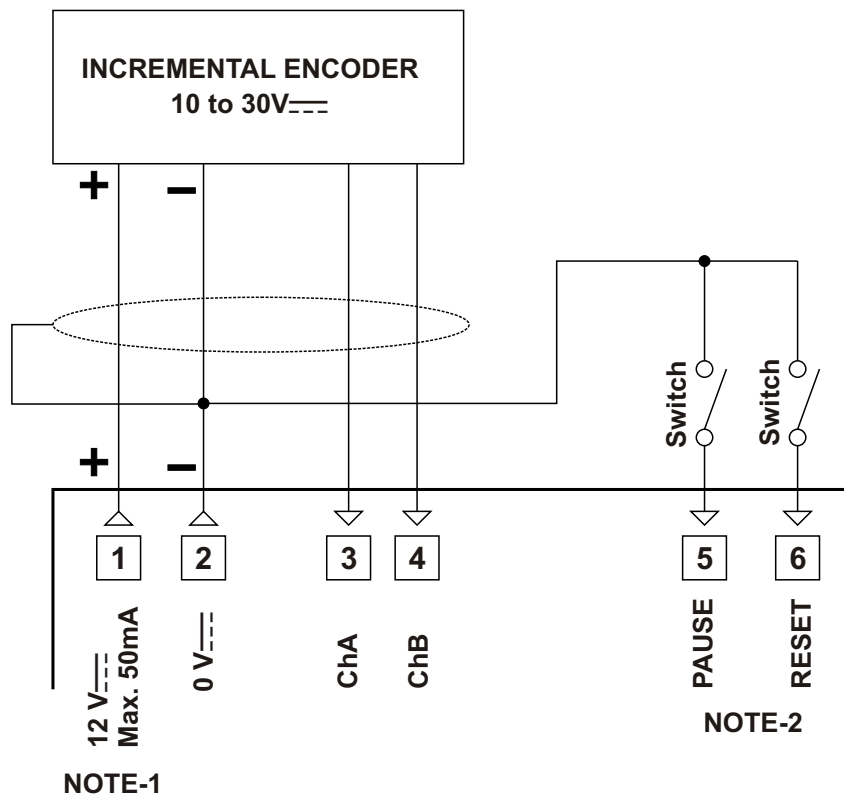 INCREMENTAL ENCODER
10 to 30V⎓
+
−
Switch
Switch
+
−
1
2
3
4
5
6
12 V⎓
Max. 50mA
0 V⎓
ChA
ChB
PAUSE
RESET
NOTE-1
NOTE-2